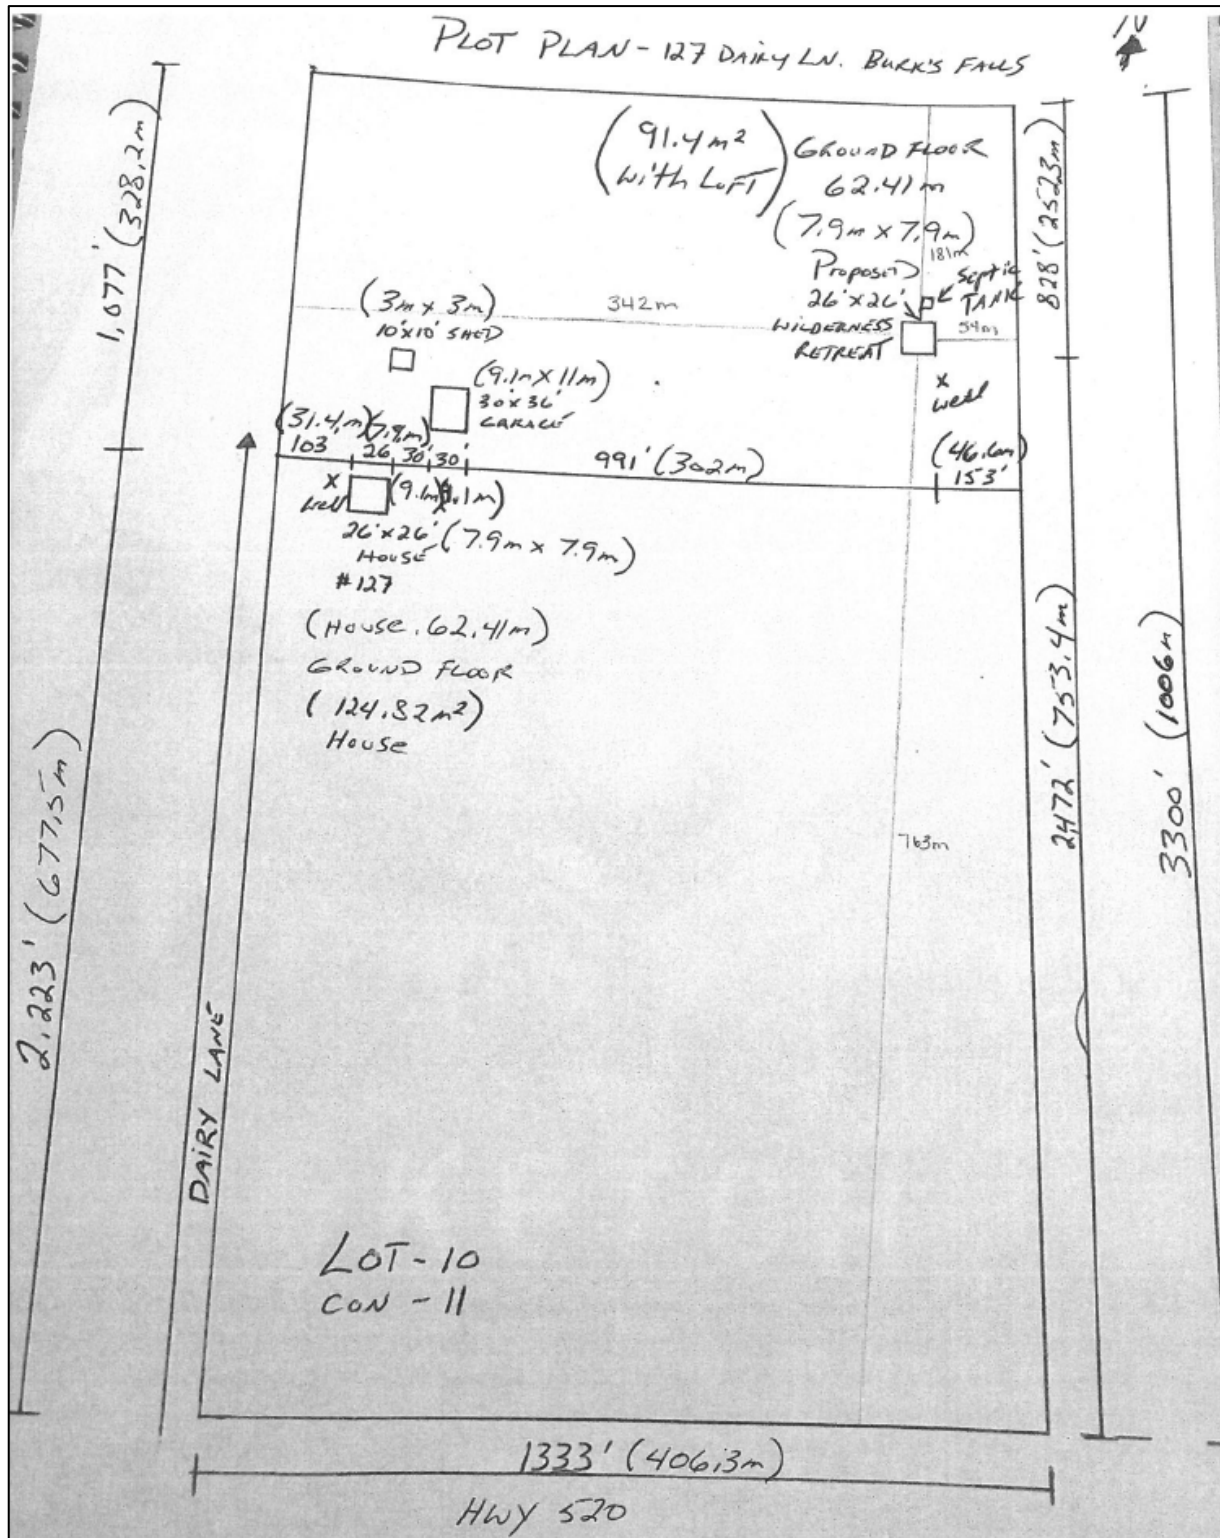 PLOT PLAN - 127 DAIRY LN. BURK'S FALLS
N
1,077' (328.2m)
(91.4 m² with LOFT)
GROUND FLOOR
62.41m
(7.9m x 7.9m)
181m
828' (252.3m)
Proposed
26'x26'
WILDERNESS
RETREAT
Septic
TANK
342m
54m
(3m x 3m)
10'x10' SHED
(9.1m X 11m)
30'x36'
GARAGE
x
well
(31.4m)
103
(7.9m)
26
30'
30'
991' (302m)
(46.6m)
153'
x
well
(9.1m)
26'x26' (7.9m x 7.9m)
HOUSE
#127
(House. 62.41m)
GROUND FLOOR
(124.82m²)
House
2,223' (677.5m)
DAIRY LANE
763m
2,472' (753.4m)
3300' (1006m)
LOT - 10
CON - 11
1333' (406.3m)
HWY 520